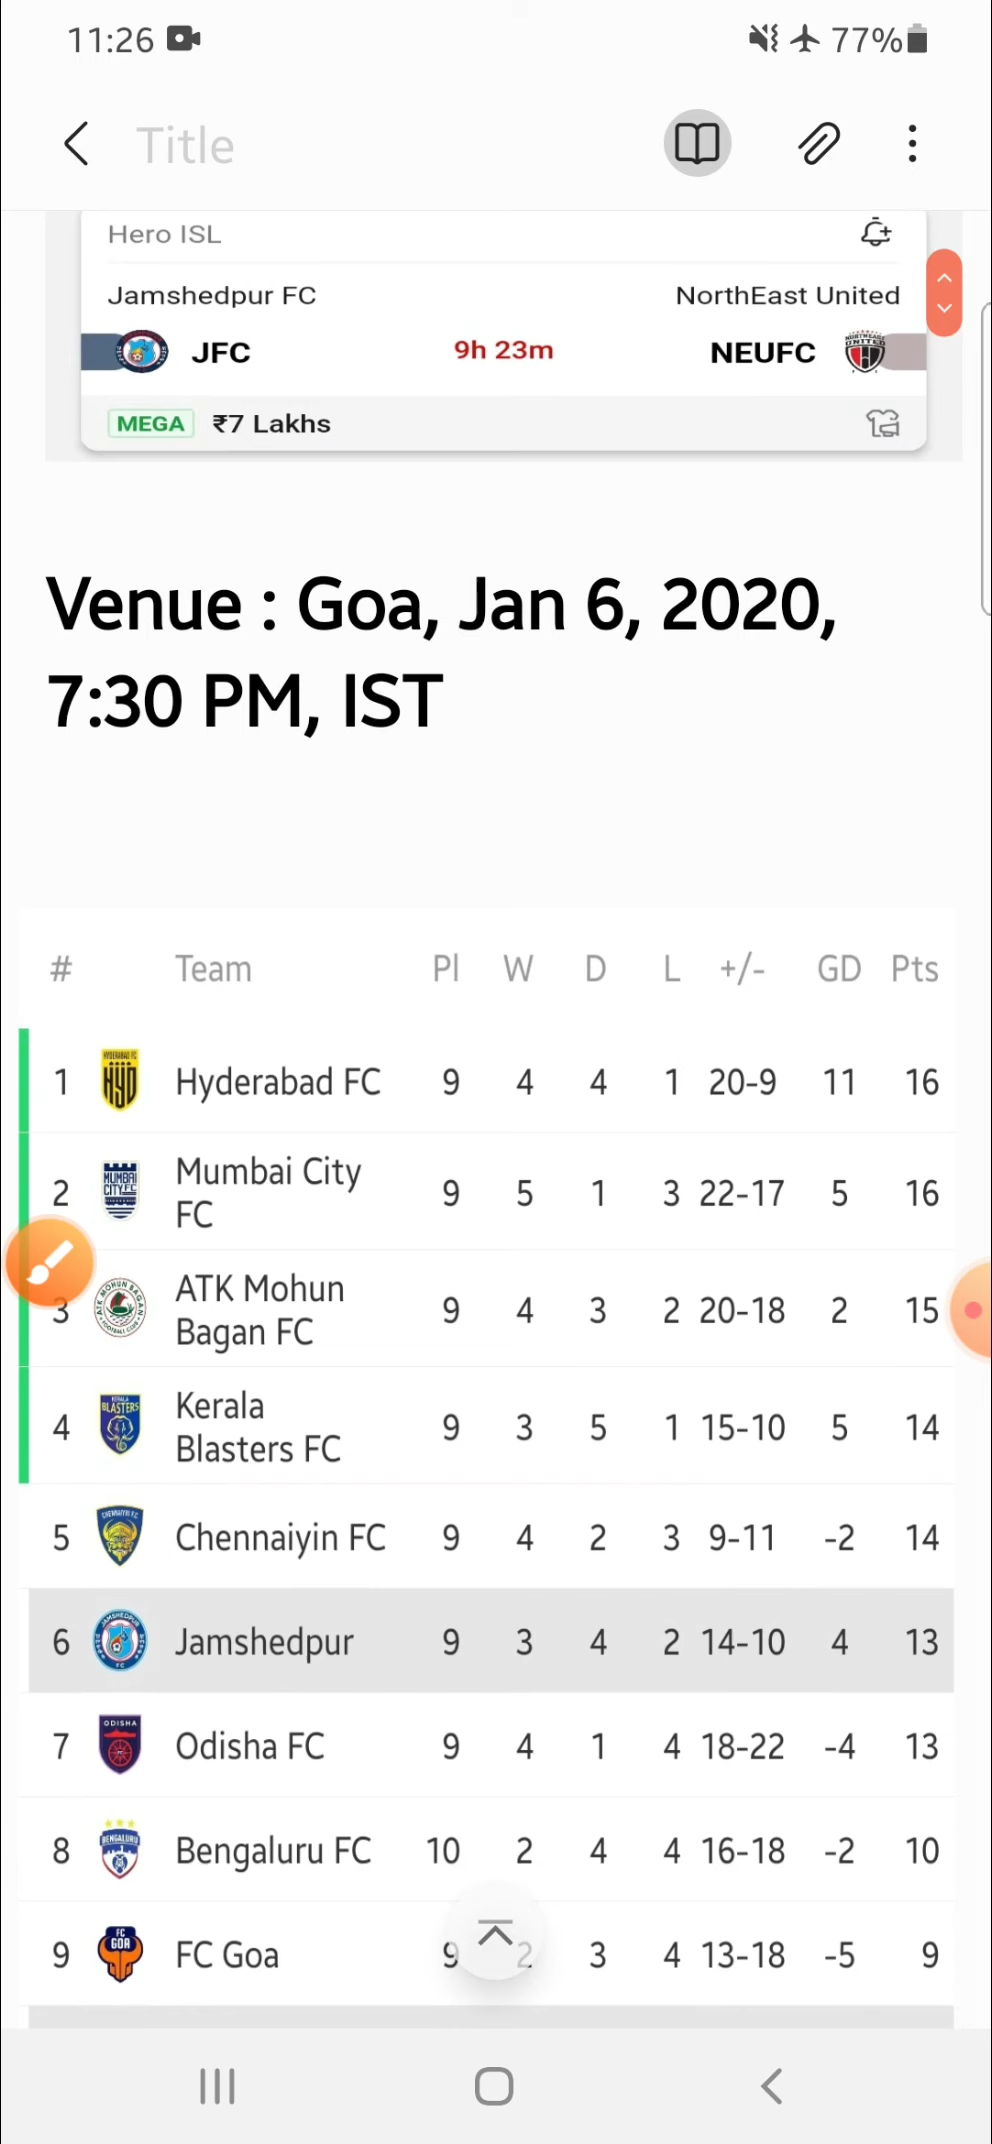 11:26 77%
Title
Hero ISL
Jamshedpur FC NorthEast United
JFC 9h 23m NEUFC
MEGA ₹7 Lakhs
Venue : Goa, Jan 6, 2020,
7:30 PM, IST
# Team Pl W D L +/- GD Pts
1 Hyderabad FC 9 4 4 1 20-9 11 16
2 Mumbai City FC 9 5 1 3 22-17 5 16
3 ATK Mohun Bagan FC 9 4 3 2 20-18 2 15
4 Kerala Blasters FC 9 3 5 1 15-10 5 14
5 Chennaiyin FC 9 4 2 3 9-11 -2 14
6 Jamshedpur 9 3 4 2 14-10 4 13
7 Odisha FC 9 4 1 4 18-22 -4 13
8 Bengaluru FC 10 2 4 4 16-18 -2 10
9 FC Goa 9 2 3 4 13-18 -5 9